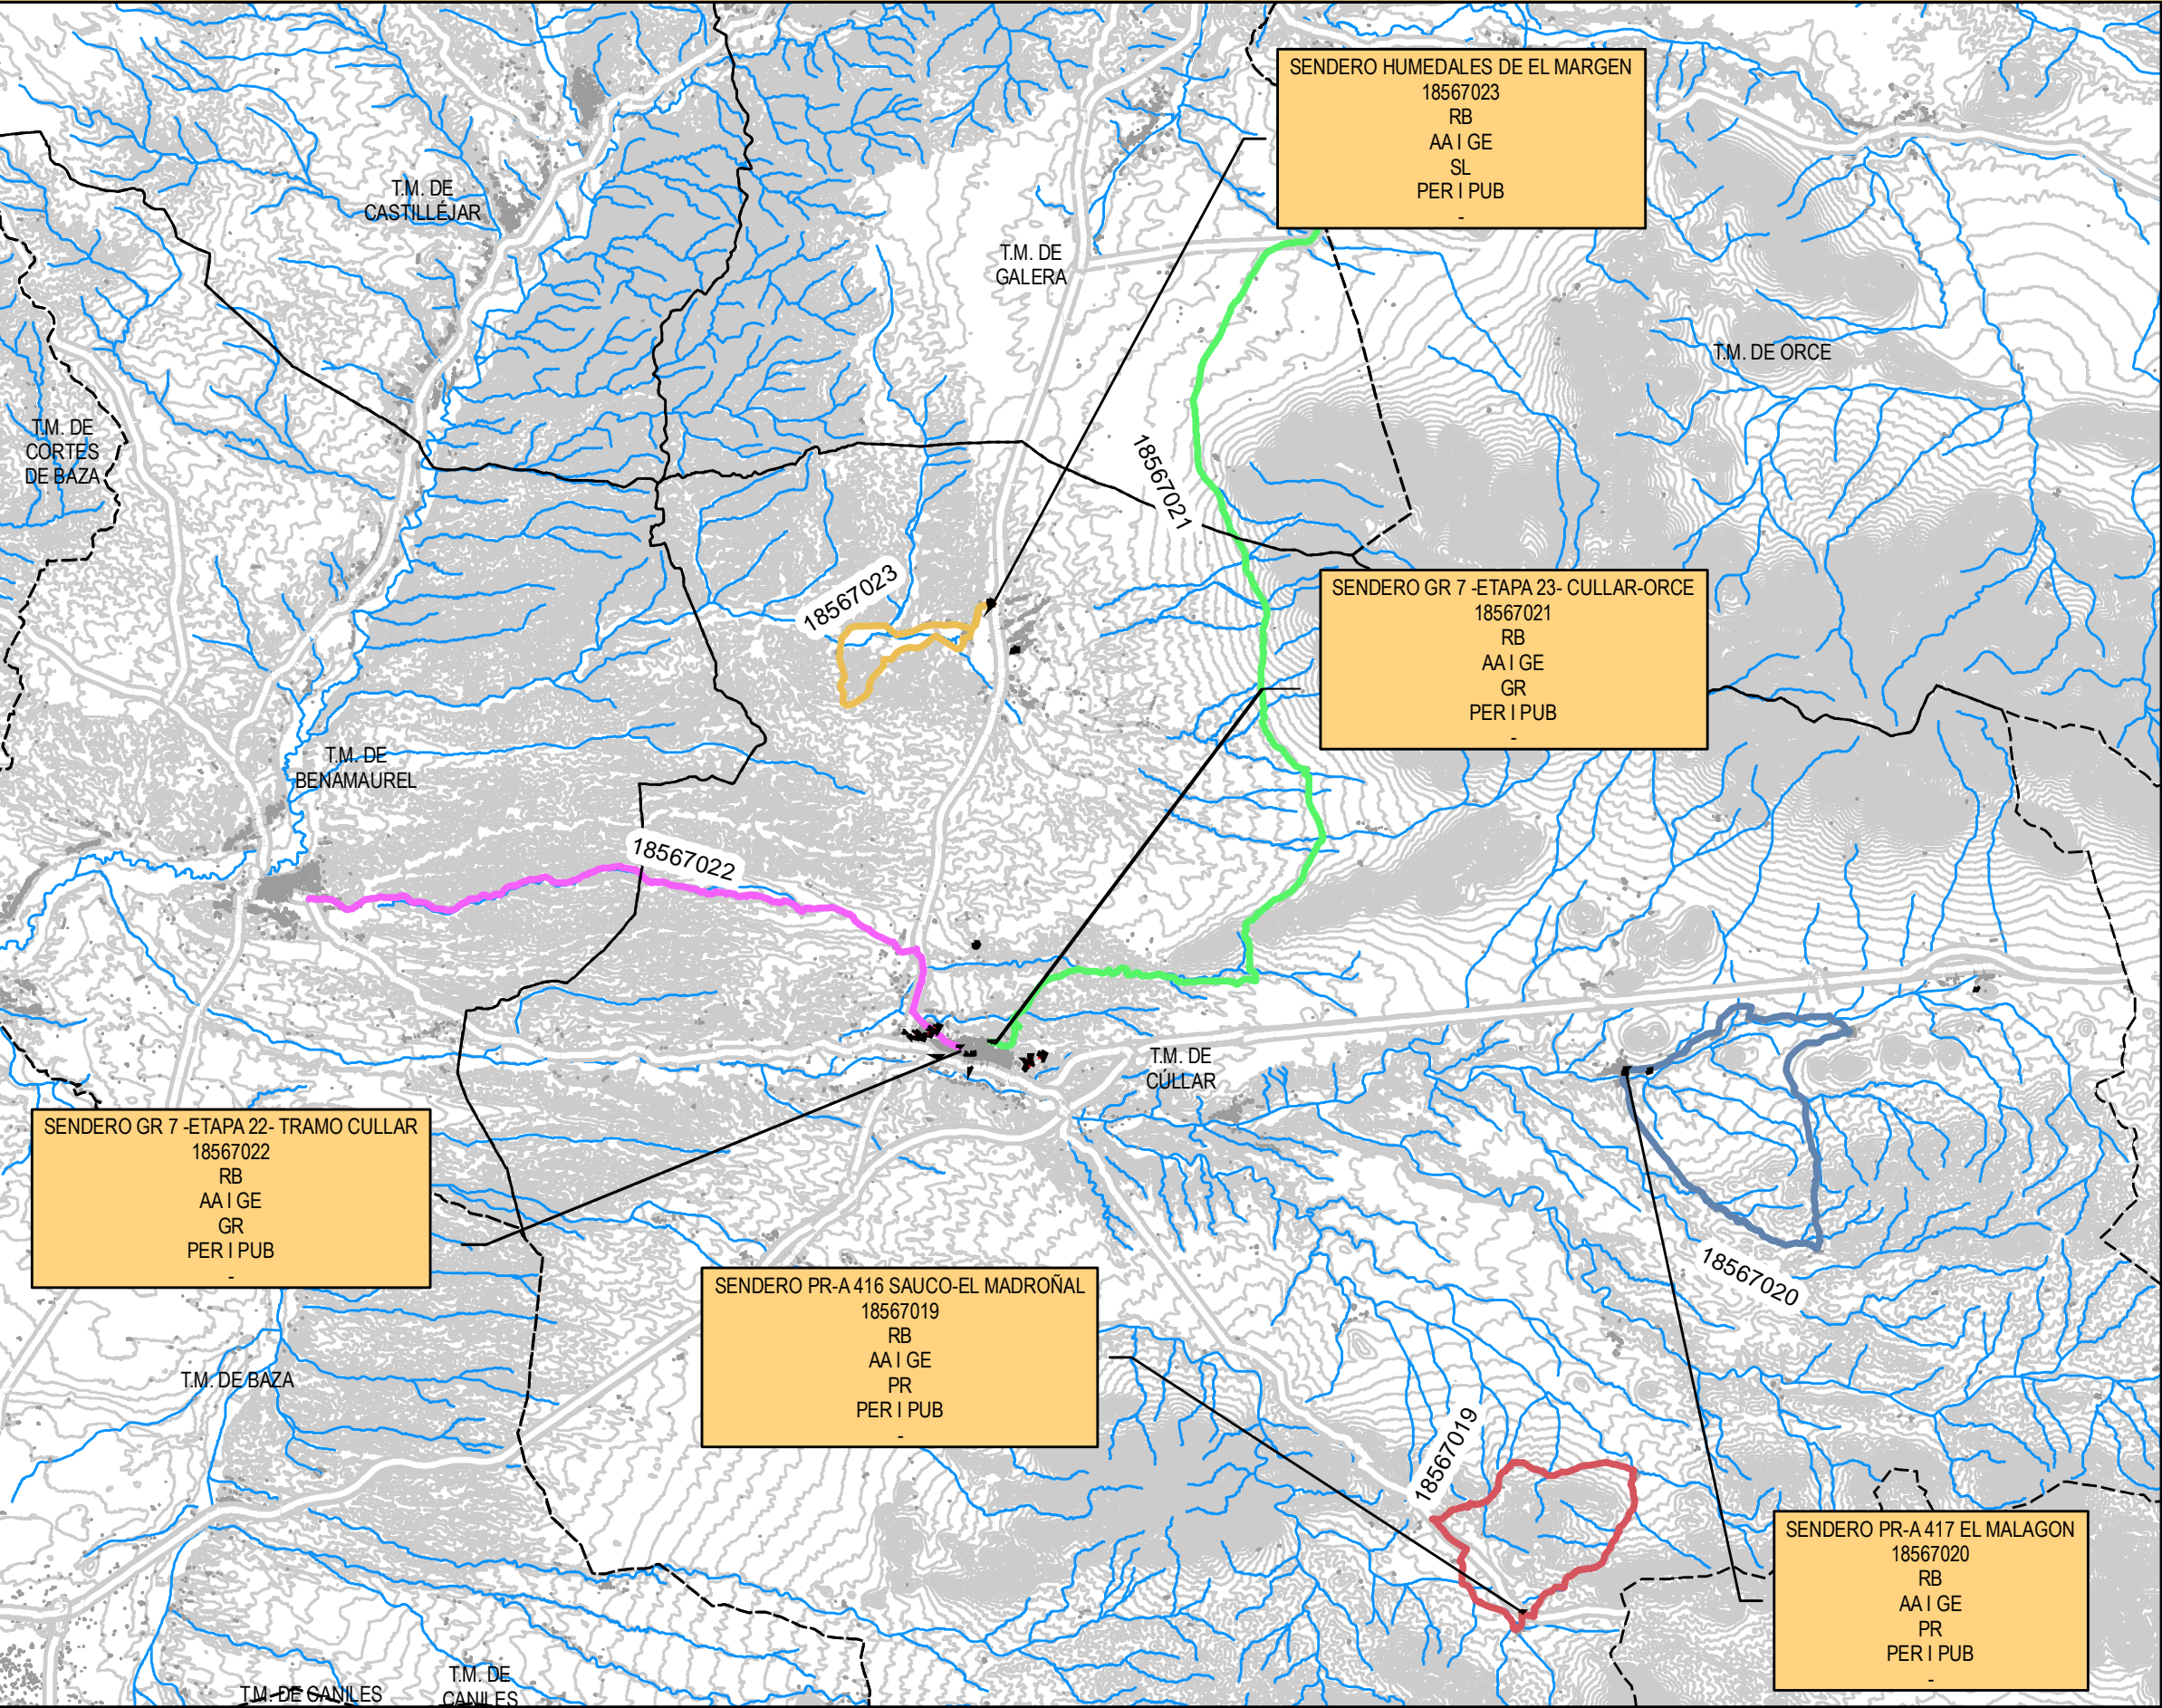 SENDERO HUMEDALES DE EL MARGEN
18567023
RB
AA I GE
SL
PER I PUB
-
T.M. DE
CASTILLÉJAR
T.M. DE
GALERA
T.M. DE ORCE
T.M. DE
CORTES
DE BAZA
18567021
18567023
SENDERO GR 7 -ETAPA 23- CULLAR-ORCE
18567021
RB
AA I GE
GR
PER I PUB
-
T.M. DE
BENAMAUREL
18567022
T.M. DE
CÚLLAR
SENDERO GR 7 -ETAPA 22- TRAMO CULLAR
18567022
RB
AA I GE
GR
PER I PUB
-
18567020
SENDERO PR-A 416 SAUCO-EL MADROÑAL
18567019
RB
AA I GE
PR
PER I PUB
-
T.M. DE BAZA
18567019
SENDERO PR-A 417 EL MALAGON
18567020
RB
AA I GE
PR
PER I PUB
-
T.M. DE CANILES
T.M. DE
CANILES